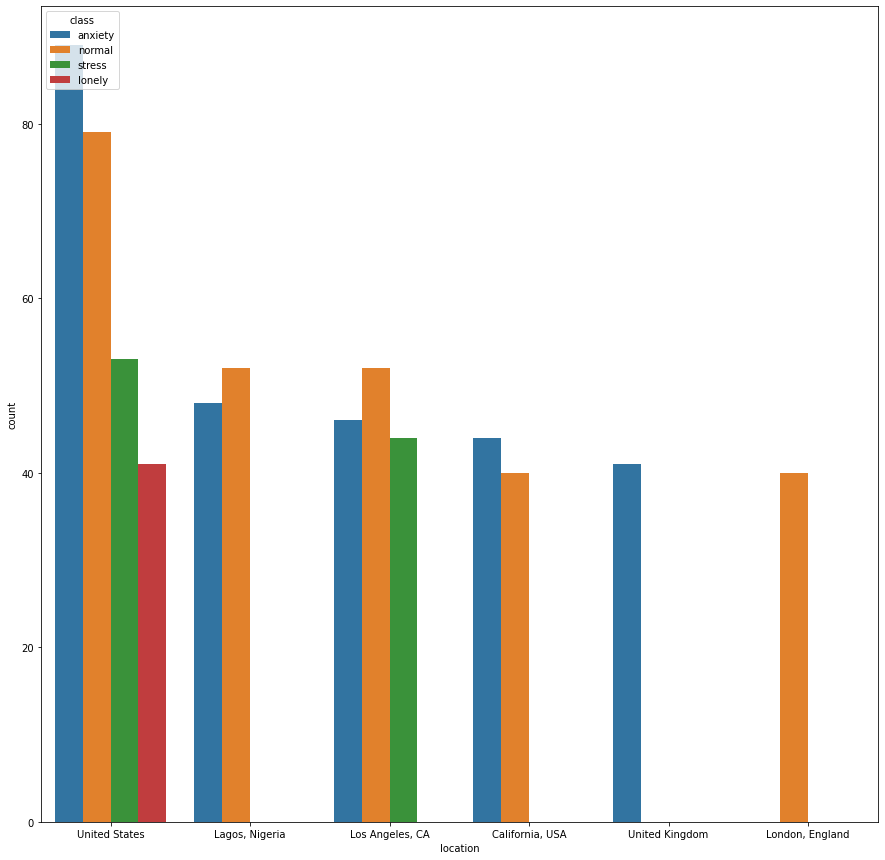 class
anxiety
normal
stress
lonely
80
60
40
20
0
count
United States
Lagos, Nigeria
Los Angeles, CA
California, USA
United Kingdom
London, England
location